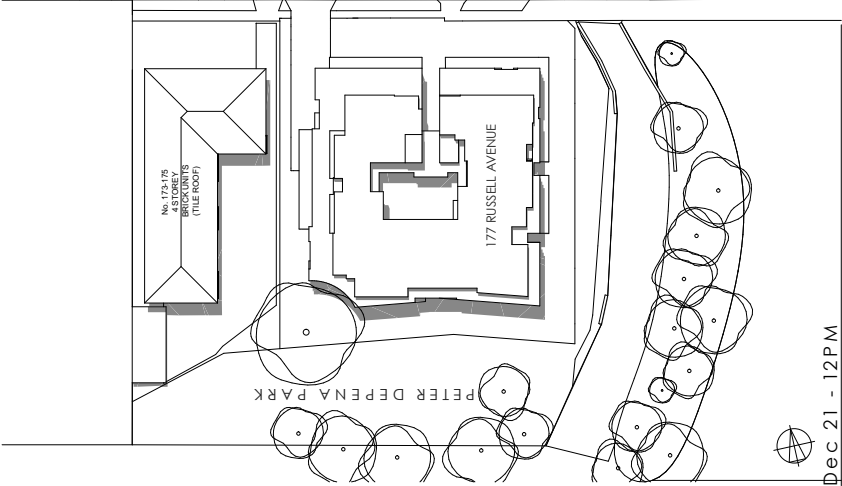 No. 173-175
4 STOREY
BRICK UNITS
(TILE ROOF)
177 RUSSELL AVENUE
PETER DEPENA PARK
Dec 21 - 12PM